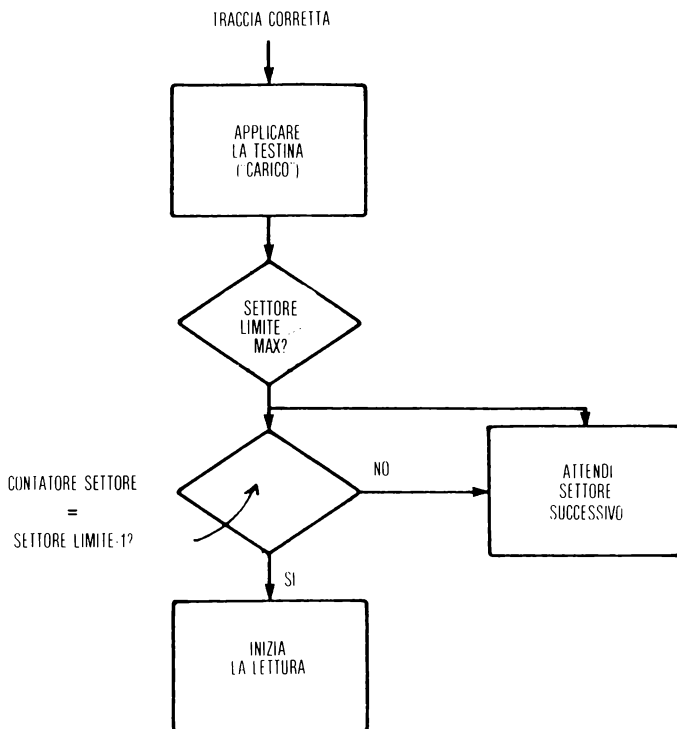 TRACCIA CORRETTA
APPLICARE
LA TESTINA
("CARICO")
SETTORE
LIMITE
MAX?
CONTATORE SETTORE
=
SETTORE LIMITE-1?
NO
ATTENDI
SETTORE
SUCCESSIVO
SI
INIZIA
LA LETTURA